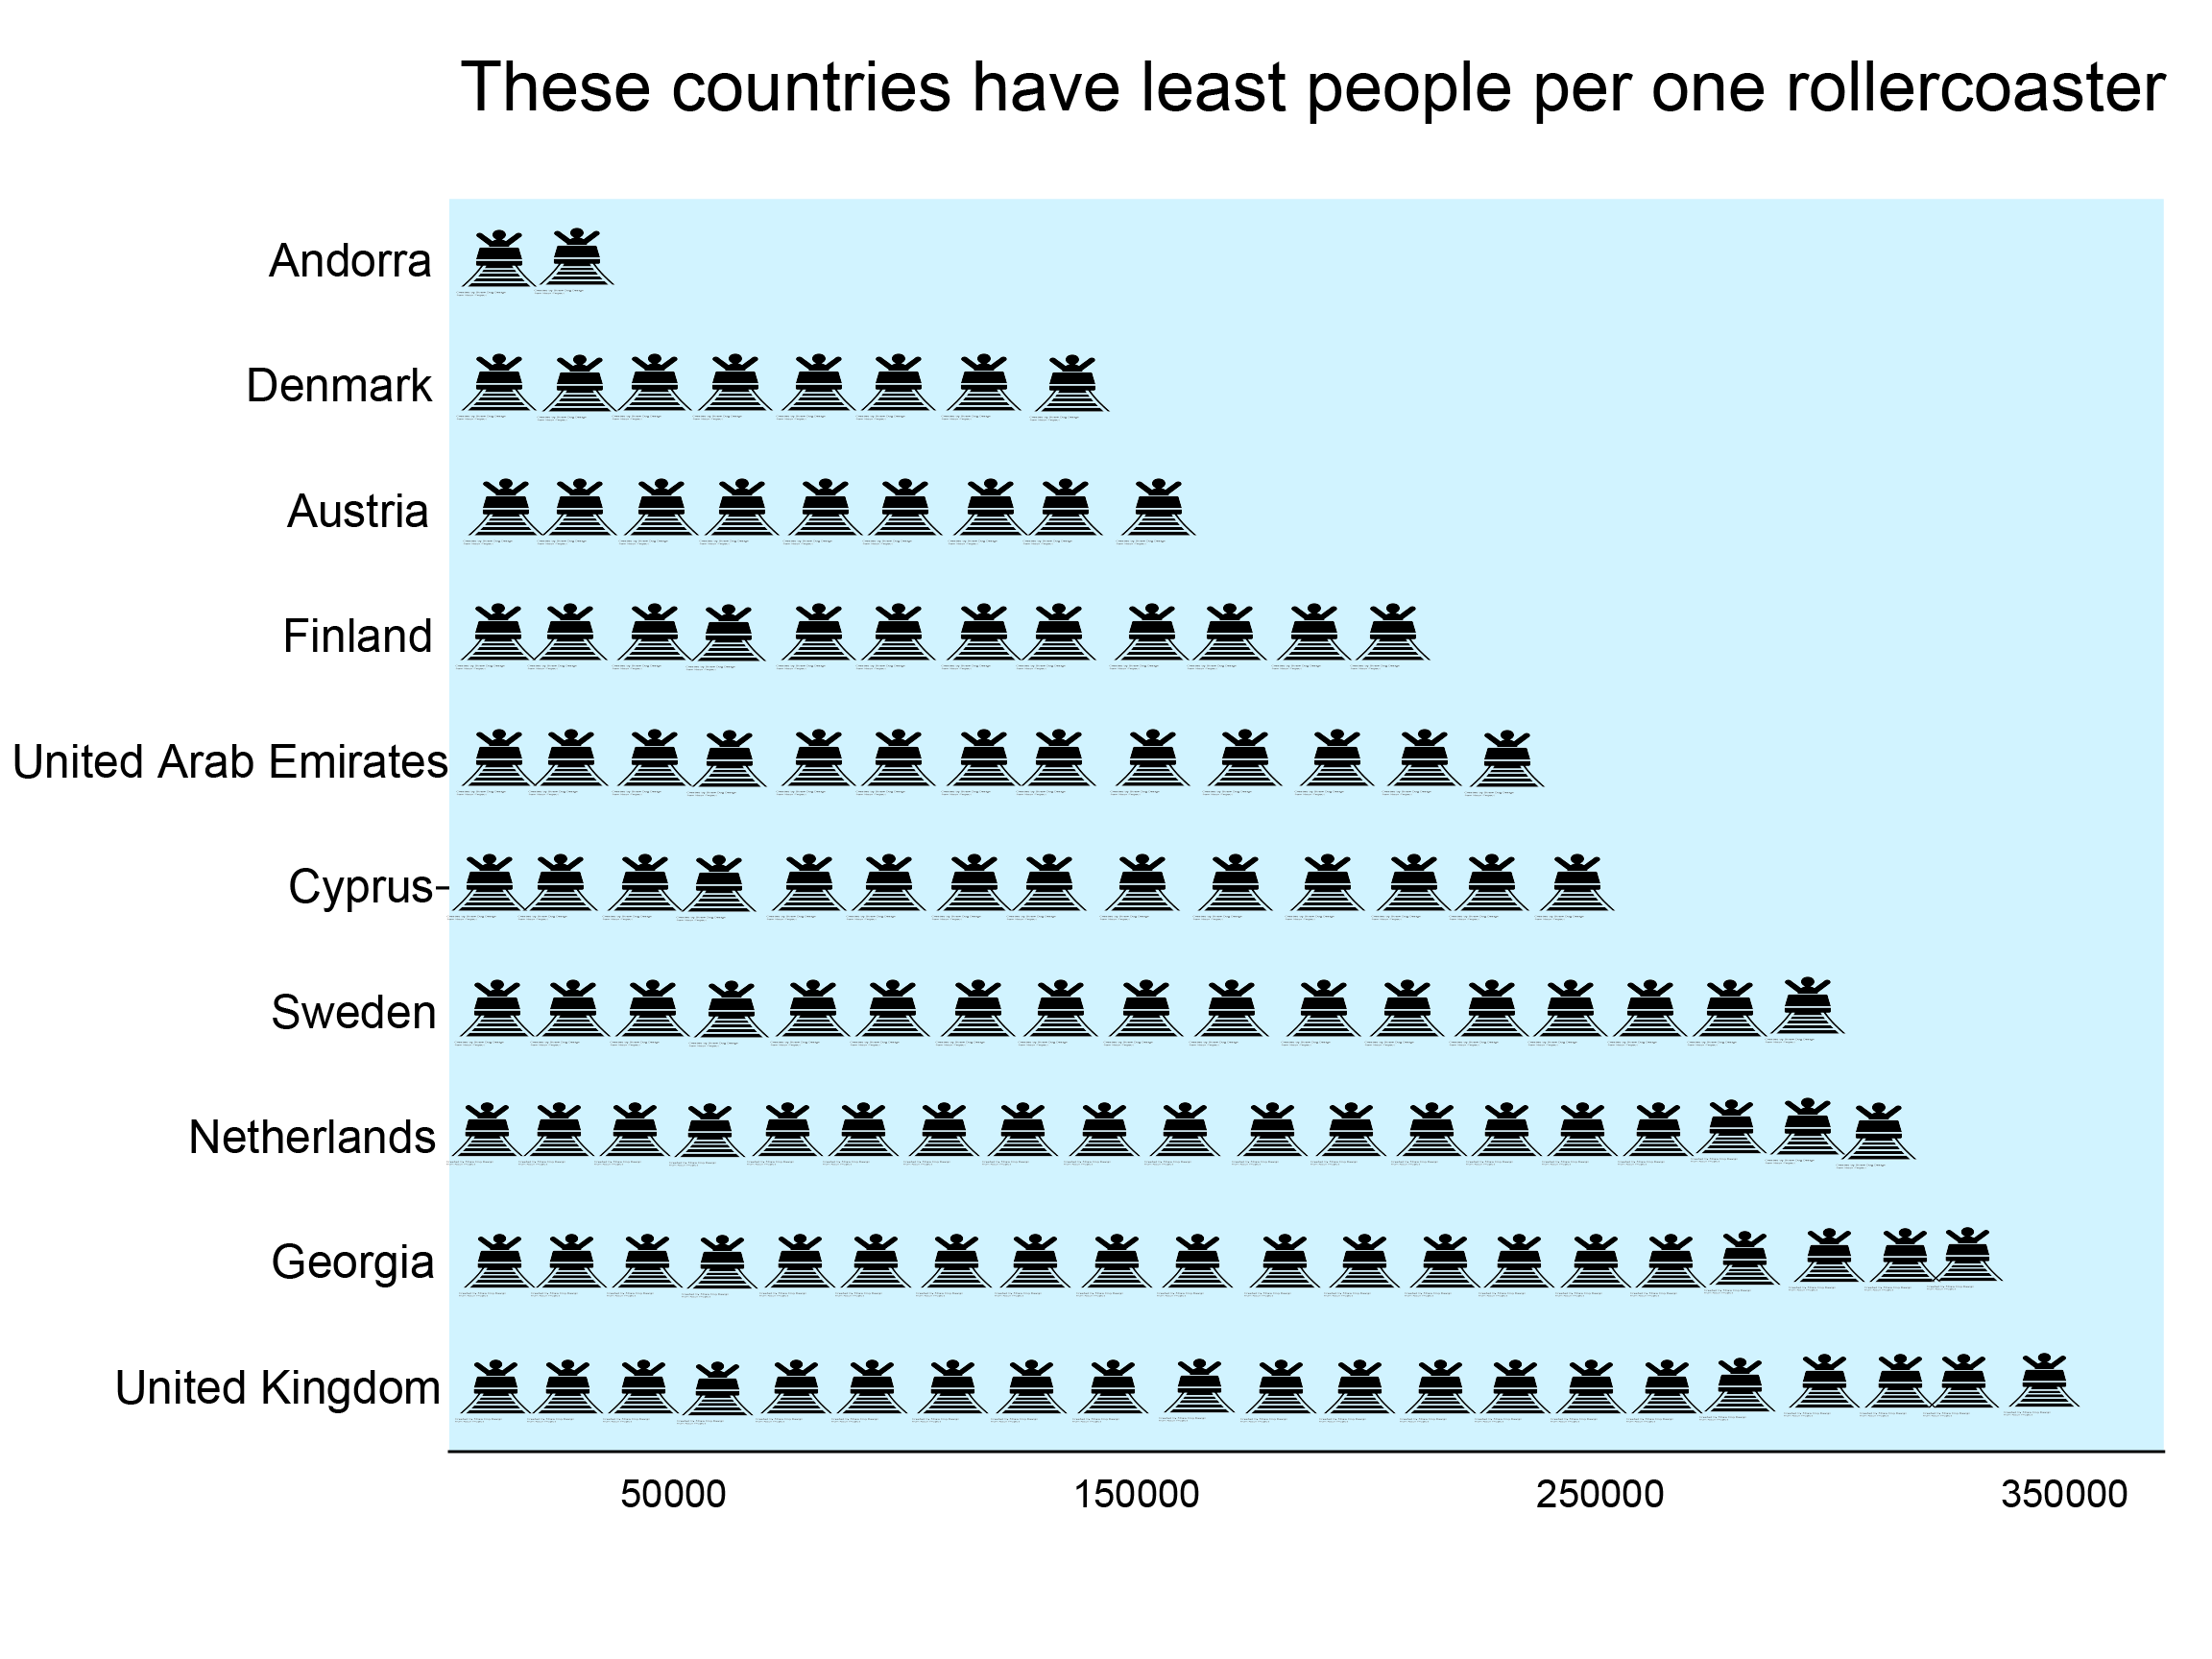 These countries have least people per one rollercoaster
Andorra
Denmark
Austria
Finland
United Arab Emirates
Cyprus-
Sweden
Netherlands
Georgia
United Kingdom
50000 150000 250000 350000